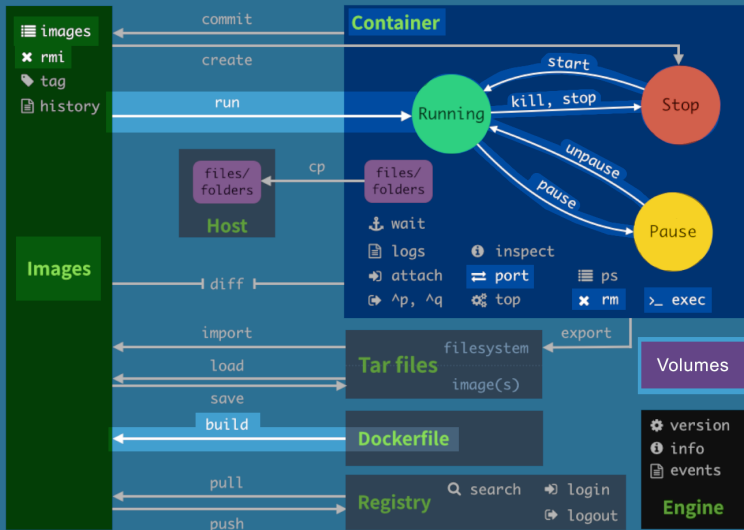 images
rmi
tag
history
Images
commit
create
run
Container
Running
start
kill, stop
Stop
unpause
pause
Pause
files/
folders
Host
cp
files/
folders
wait
logs
inspect
attach
port
ps
^p, ^q
top
rm
>_ exec
diff
import
load
save
Tar files
filesystem
image(s)
export
Volumes
build
Dockerfile
pull
push
Registry
search
login
logout
version
info
events
Engine